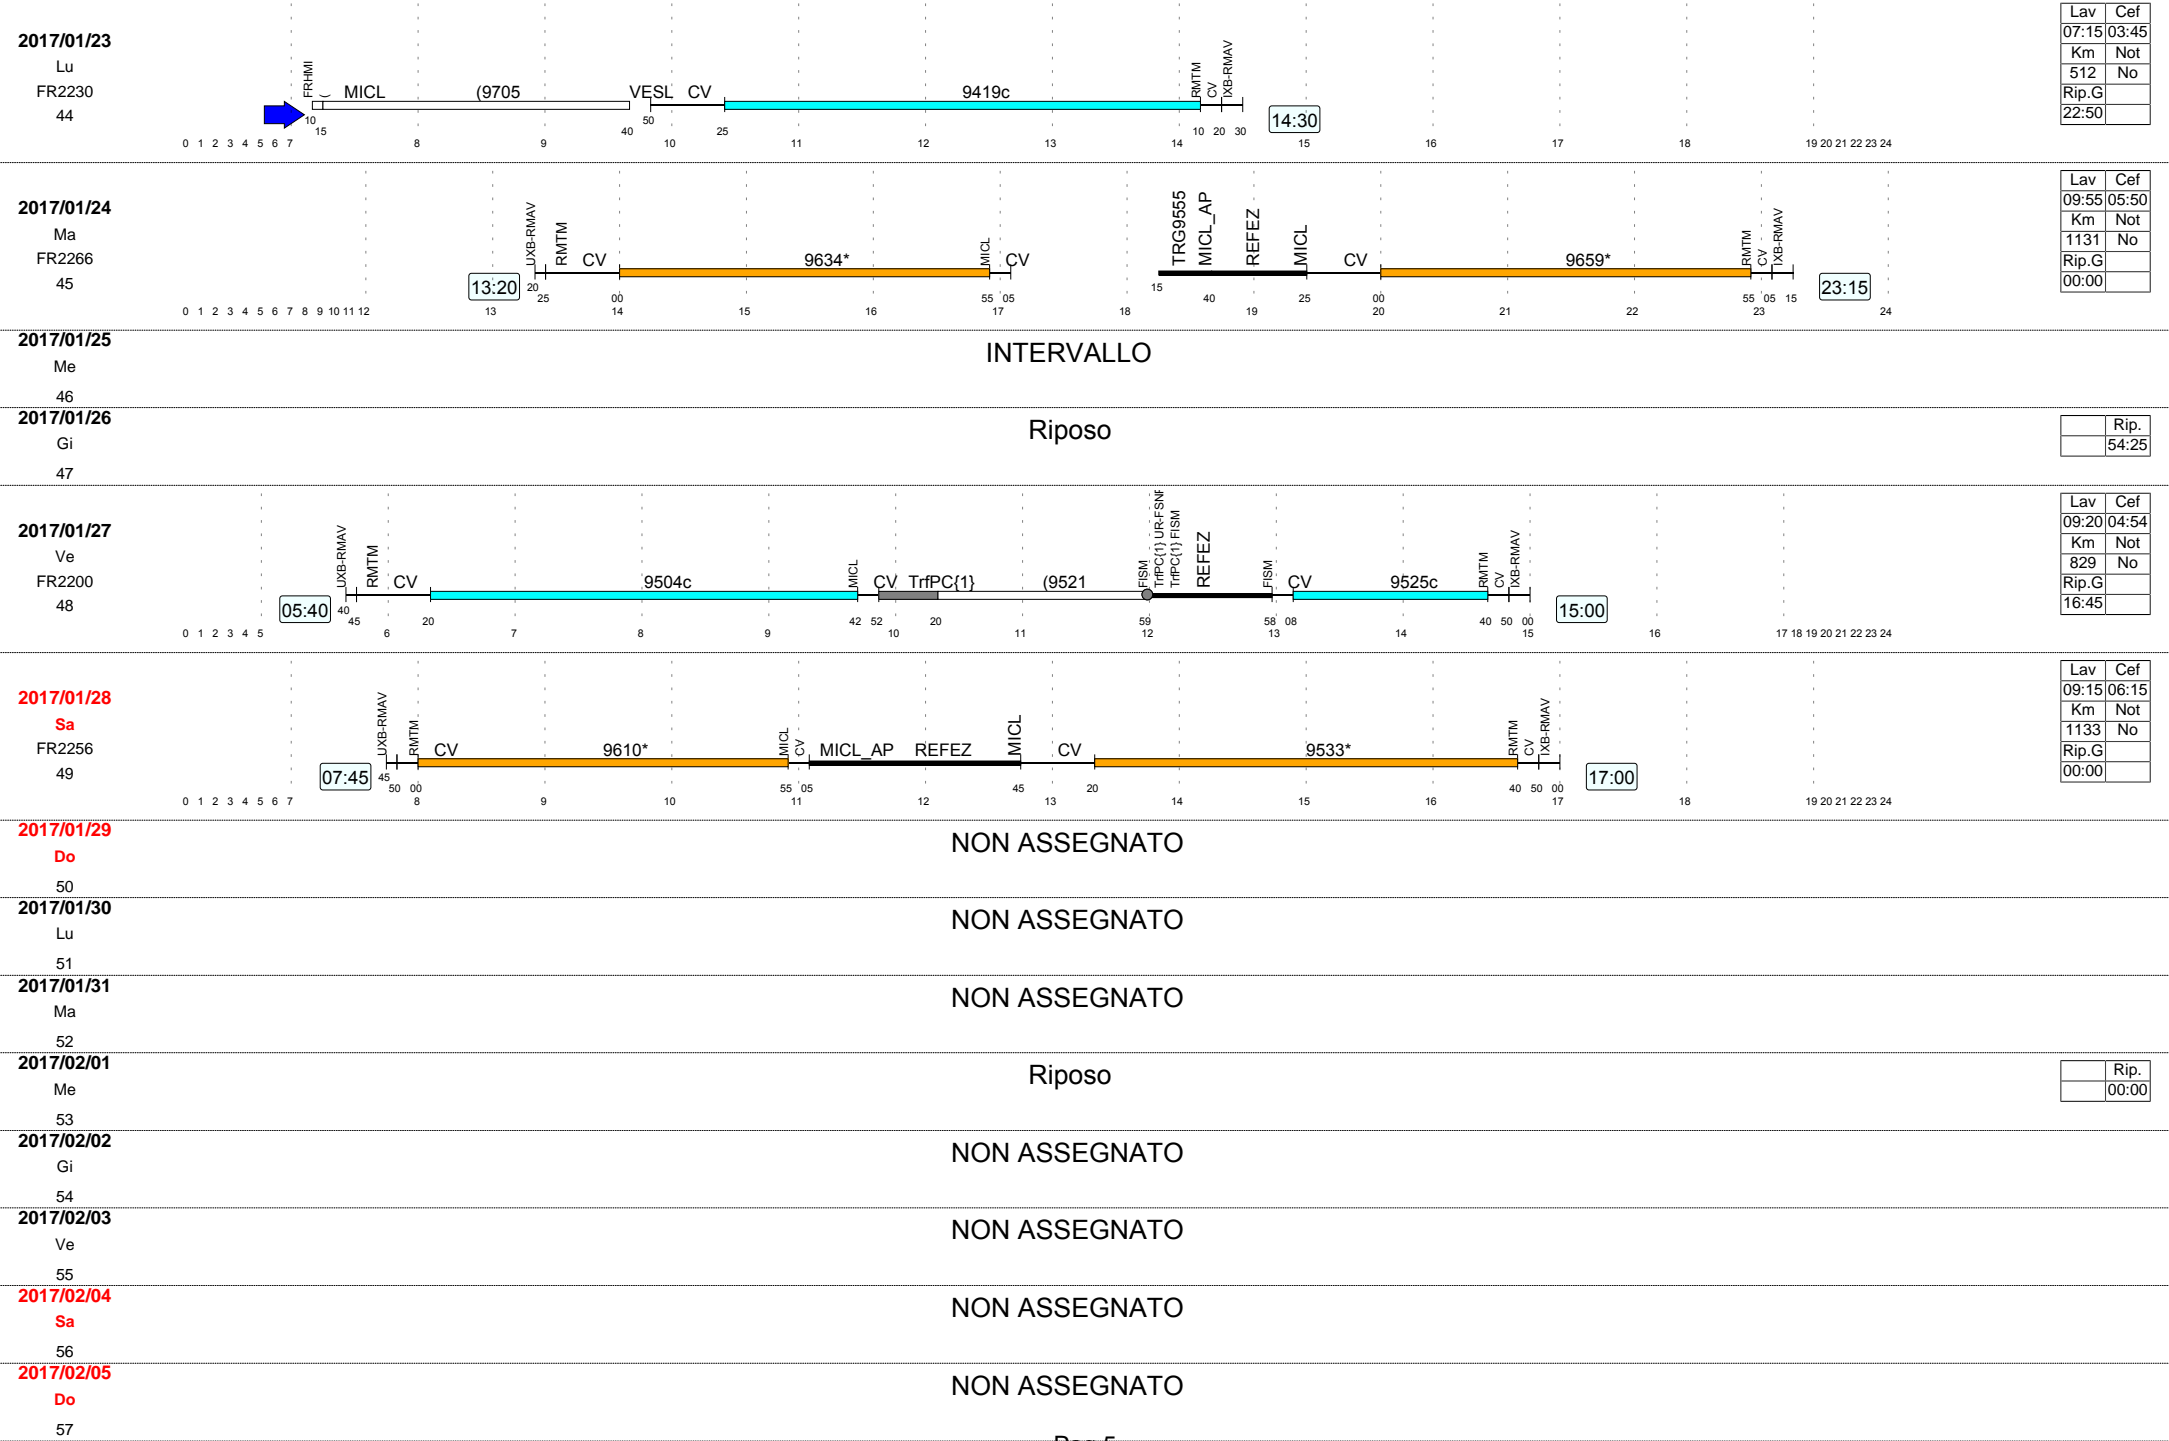 2017/01/23
Lu
FR2230
44
FRHMI ( MICL (9705 VESL CV 9419c RMTM CV IXB-RMAV
10 15 40 50 25 10 20 30
14:30
0 1 2 3 4 5 6 7 8 9 10 11 12 13 14 15 16 17 18 19 20 21 22 23 24
Lav Cef
07:15 03:45
Km Not
512 No
Rip.G
22:50
2017/01/24
Ma
FR2266
45
13:20
UXB-RMAV RMTM CV 9634* MICL CV TRG9555 MICL_AP REFEZ MICL CV 9659* RMTM CV IXB-RMAV
20 25 00 55 05 15 40 25 00 55 05 15
23:15
0 1 2 3 4 5 6 7 8 9 10 11 12 13 14 15 16 17 18 19 20 21 22 23 24
Lav Cef
09:55 05:50
Km Not
1131 No
Rip.G
00:00
2017/01/25
Me
46
INTERVALLO
2017/01/26
Gi
47
Riposo
Rip.
54:25
2017/01/27
Ve
FR2200
48
05:40
UXB-RMAV RMTM CV 9504c MICL CV TrfPC{1} (9521 FISM TrfPC{1} UR-FSNF TrfPC{1} FISM REFEZ FISM CV 9525c RMTM CV IXB-RMAV
40 45 20 42 52 20 59 58 08 40 50 00
15:00
0 1 2 3 4 5 6 7 8 9 10 11 12 13 14 15 16 17 18 19 20 21 22 23 24
Lav Cef
09:20 04:54
Km Not
829 No
Rip.G
16:45
2017/01/28
Sa
FR2256
49
07:45
UXB-RMAV RMTM CV 9610* MICL CV MICL_AP REFEZ MICL CV 9533* RMTM CV IXB-RMAV
45 50 00 55 05 45 20 40 50 00
17:00
0 1 2 3 4 5 6 7 8 9 10 11 12 13 14 15 16 17 18 19 20 21 22 23 24
Lav Cef
09:15 06:15
Km Not
1133 No
Rip.G
00:00
2017/01/29
Do
50
NON ASSEGNATO
2017/01/30
Lu
51
NON ASSEGNATO
2017/01/31
Ma
52
NON ASSEGNATO
2017/02/01
Me
53
Riposo
Rip.
00:00
2017/02/02
Gi
54
NON ASSEGNATO
2017/02/03
Ve
55
NON ASSEGNATO
2017/02/04
Sa
56
NON ASSEGNATO
2017/02/05
Do
57
NON ASSEGNATO